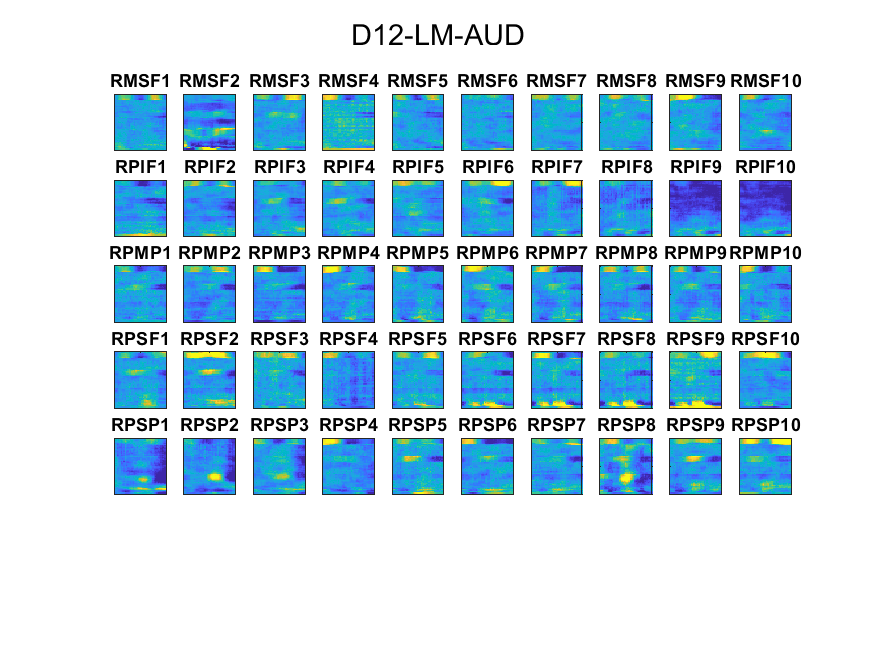 D12-LM-AUD
RMSF1 RMSF2 RMSF3 RMSF4 RMSF5 RMSF6 RMSF7 RMSF8 RMSF9 RMSF10
RPIF1 RPIF2 RPIF3 RPIF4 RPIF5 RPIF6 RPIF7 RPIF8 RPIF9 RPIF10
RPMP1 RPMP2 RPMP3 RPMP4 RPMP5 RPMP6 RPMP7 RPMP8 RPMP9 RPMP10
RPSF1 RPSF2 RPSF3 RPSF4 RPSF5 RPSF6 RPSF7 RPSF8 RPSF9 RPSF10
RPSP1 RPSP2 RPSP3 RPSP4 RPSP5 RPSP6 RPSP7 RPSP8 RPSP9 RPSP10